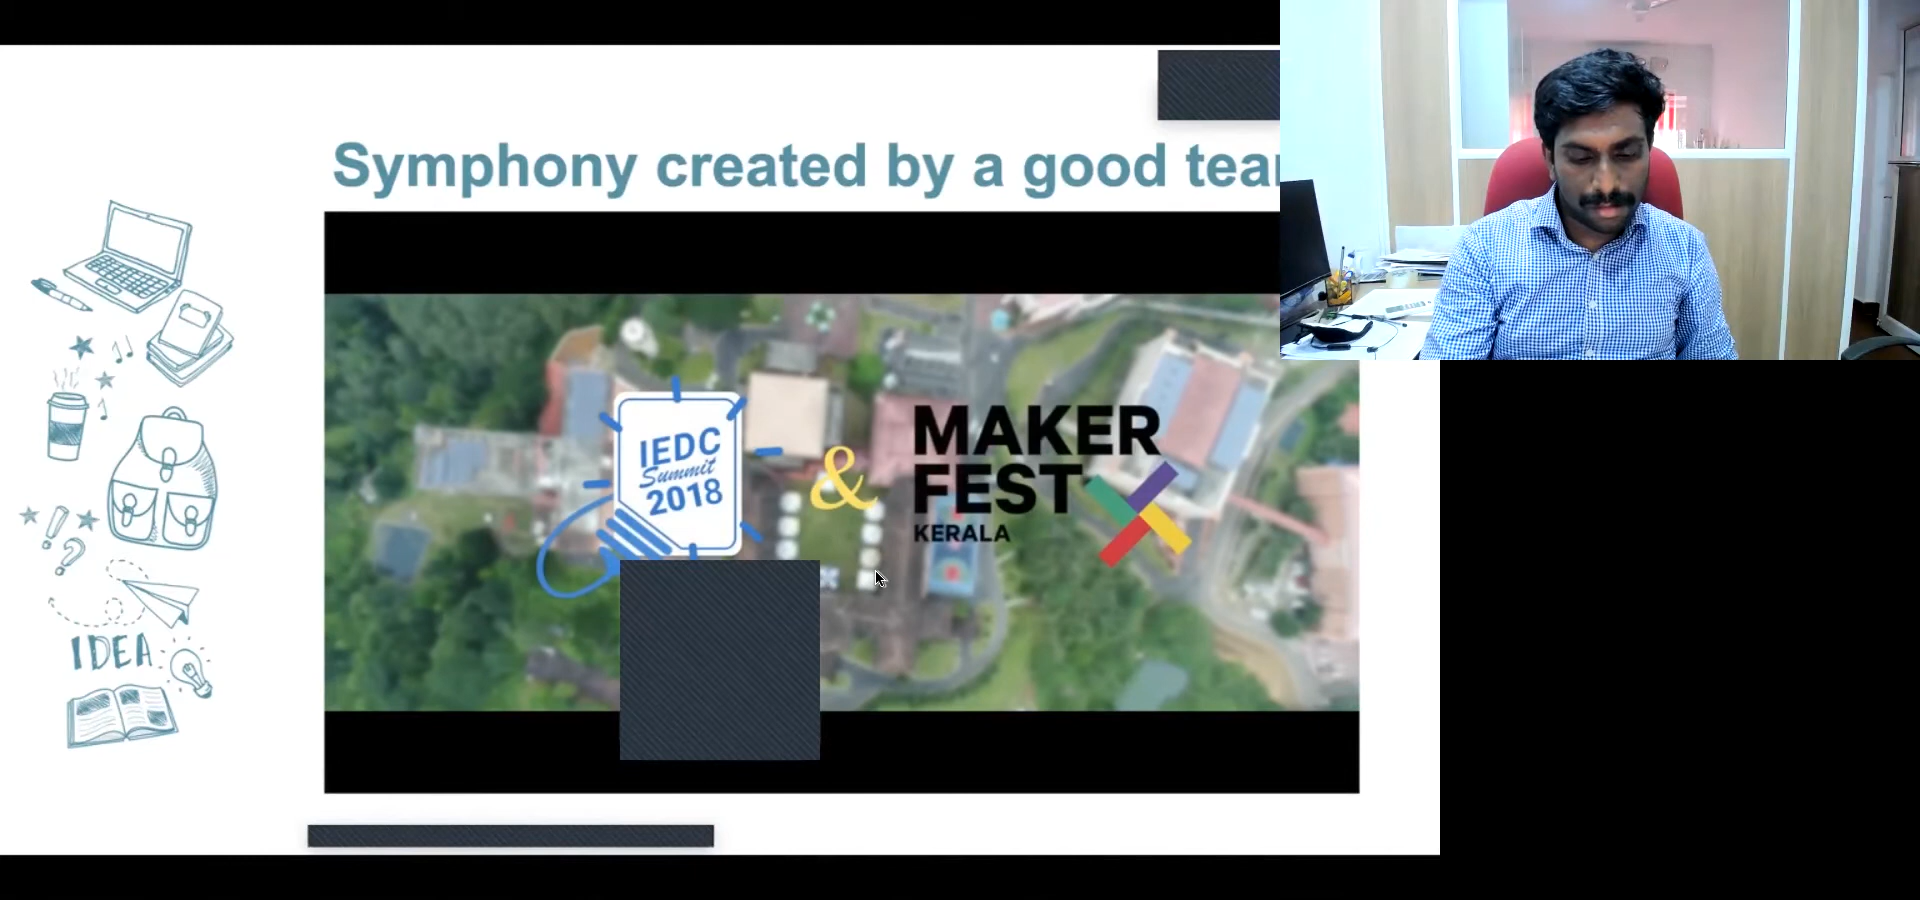 Symphony created by a good tea
IEDC
Summit
2018
&
MAKER
FEST
KERALA
IDEA